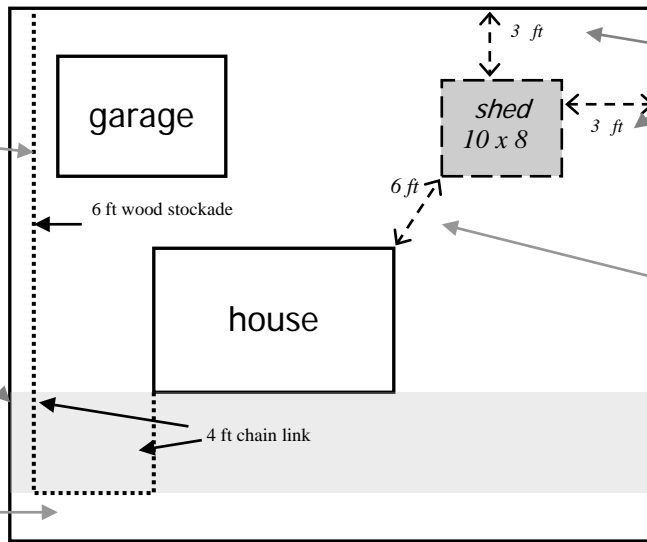 3 ft
garage
shed
10 x 8
3 ft
6 ft
6 ft wood stockade
house
4 ft chain link